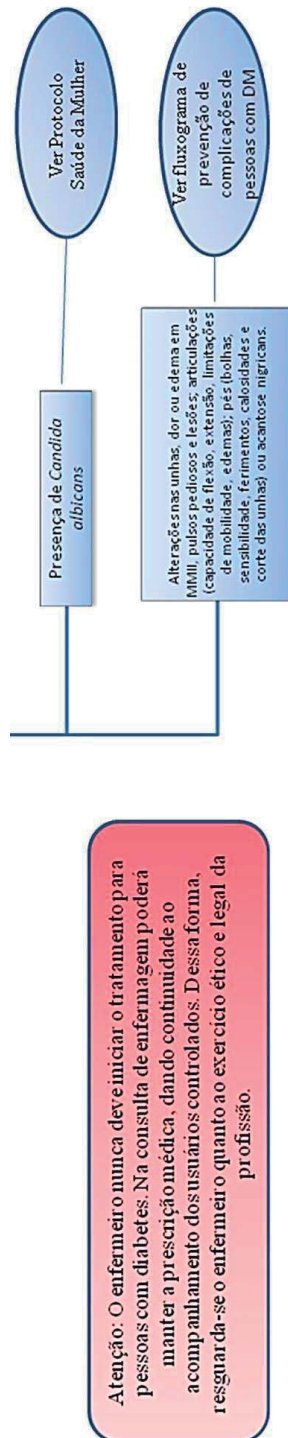 Presença de Candida
albicans
Ver Protocolo
Saúde da Mulher
Alterações nas unhas, dor ou edema em
MMII, pulsos pediosos e lesões; articulações
(capacidade de flexão, extensão, limitações
de mobilidade, edemas); pés (bolhas,
sensibilidade, ferimentos, calosidades e
corte das unhas) ou acantose nigricans.
Ver fluxograma de
prevenção de
complicações de
pessoas com DM
Atenção: O enfermeiro nunca deve iniciar o tratamento para
pessoas com diabetes. Na consulta de enfermagem poderá
manter a prescrição médica, dando continuidade ao
acompanhamento dos usuários controlados. Dessa forma,
resguarda-se o enfermeiro quanto ao exercício ético e legal da
profissão.